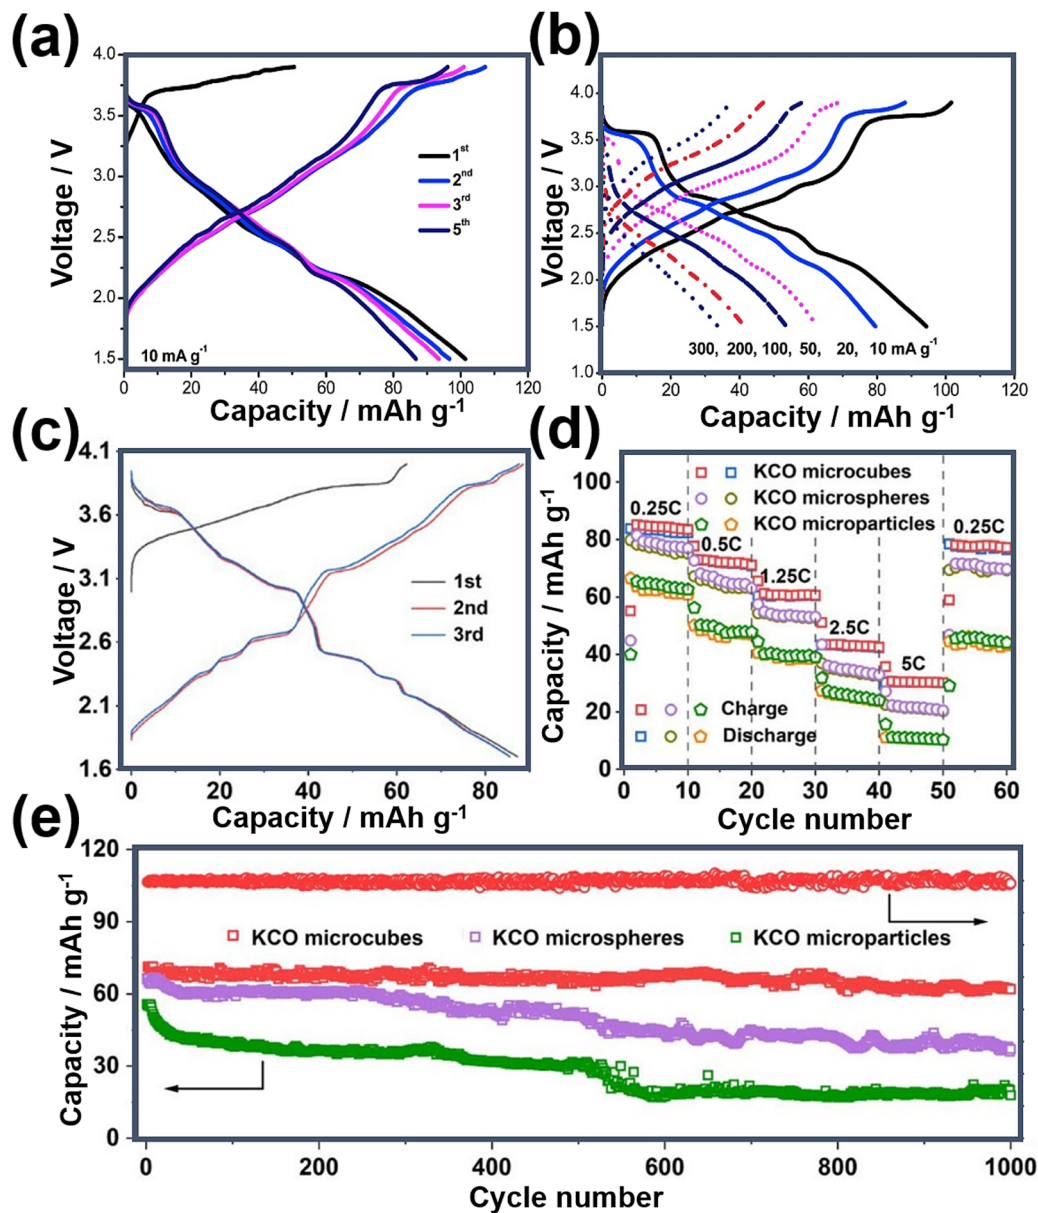 (a)
4.0
3.5
3.0
2.5
2.0
1.5
Voltage / V
1st
2nd
3rd
5th
10 mA g-1
0 20 40 60 80 100 120
Capacity / mAh g-1
(b)
4.0
3.5
3.0
2.5
2.0
1.5
1.0
Voltage / V
300, 200, 100, 50, 20, 10 mA g-1
0 20 40 60 80 100 120
Capacity / mAh g-1
(c)
4.1
3.6
3.1
2.6
2.1
1.6
Voltage / V
1st
2nd
3rd
0 20 40 60 80
Capacity / mAh g-1
(d)
100
80
60
40
20
0
Capacity / mAh g-1
KCO microcubes
KCO microspheres
KCO microparticles
0.25C
0.5C
1.25C
2.5C
5C
0.25C
Charge
Discharge
0 10 20 30 40 50 60
Cycle number
(e)
120
90
60
30
0
Capacity / mAh g-1
KCO microcubes
KCO microspheres
KCO microparticles
0 200 400 600 800 1000
Cycle number